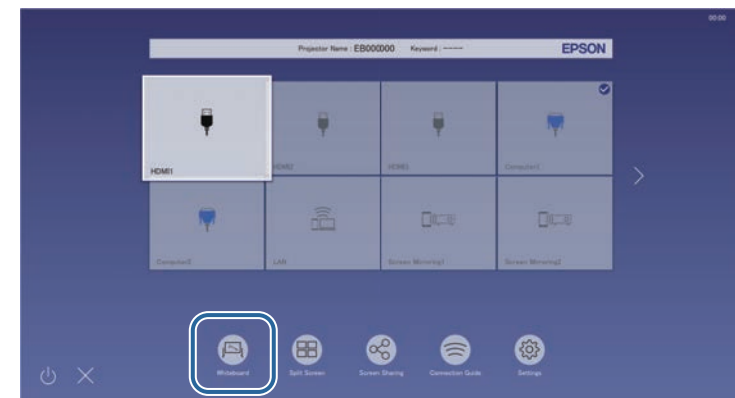 00:00
Projector Name : EB000000 Keyword : ---- EPSON
HDMI1 HDMI2 HDMI3 Computer1
Computer2 LAN Screen Mirroring1 Screen Mirroring2
Whiteboard Split Screen Screen Sharing Connection Guide Settings